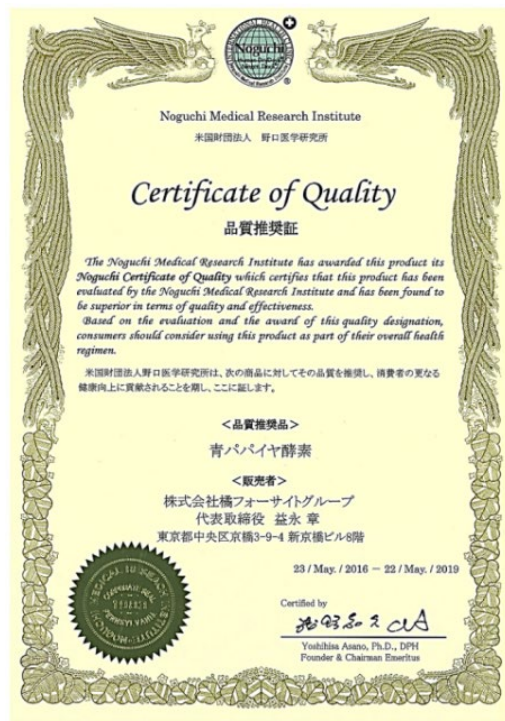 Noguchi
Noguchi Medical Research Institute
米国財団法人 野口医学研究所
Certificate of Quality
品質推奨証
The Noguchi Medical Research Institute has awarded this product its
Noguchi Certificate of Quality which certifies that this product has been
evaluated by the Noguchi Medical Research Institute and has been found to
be superior in terms of quality and effectiveness.
Based on the evaluation and the award of this quality designation,
consumers should consider using this product as part of their overall health
regimen.
米国財団法人野口医学研究所は、次の商品に対してその品質を推奨し、消費者の更なる
健康向上に貢献されることを期し、ここに証します。
<品質推奨品>
青パパイヤ酵素
<販売者>
株式会社橘フォーサイトグループ
代表取締役 益永 章
東京都中央区京橋3-9-4 新京橋ビル8階
23 / May. / 2016 － 22 / May. / 2019
Certified by
Yoshihisa Asano, Ph.D., DPH
Founder & Chairman Emeritus